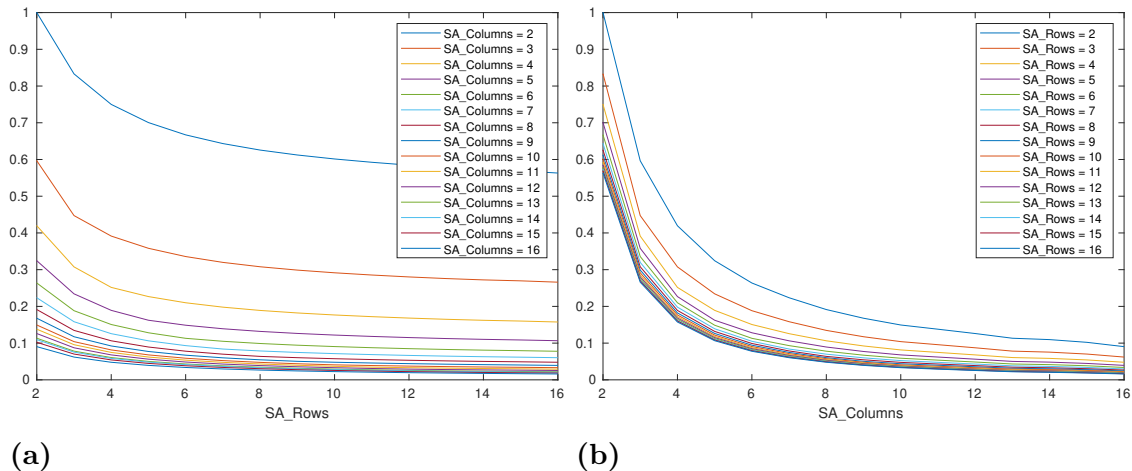 1
0.9
0.8
0.7
0.6
0.5
0.4
0.3
0.2
0.1
0
2 4 6 8 10 12 14 16
SA_Rows
SA_Columns = 2
SA_Columns = 3
SA_Columns = 4
SA_Columns = 5
SA_Columns = 6
SA_Columns = 7
SA_Columns = 8
SA_Columns = 9
SA_Columns = 10
SA_Columns = 11
SA_Columns = 12
SA_Columns = 13
SA_Columns = 14
SA_Columns = 15
SA_Columns = 16
(a)
1
0.9
0.8
0.7
0.6
0.5
0.4
0.3
0.2
0.1
0
2 4 6 8 10 12 14 16
SA_Columns
SA_Rows = 2
SA_Rows = 3
SA_Rows = 4
SA_Rows = 5
SA_Rows = 6
SA_Rows = 7
SA_Rows = 8
SA_Rows = 9
SA_Rows = 10
SA_Rows = 11
SA_Rows = 12
SA_Rows = 13
SA_Rows = 14
SA_Rows = 15
SA_Rows = 16
(b)